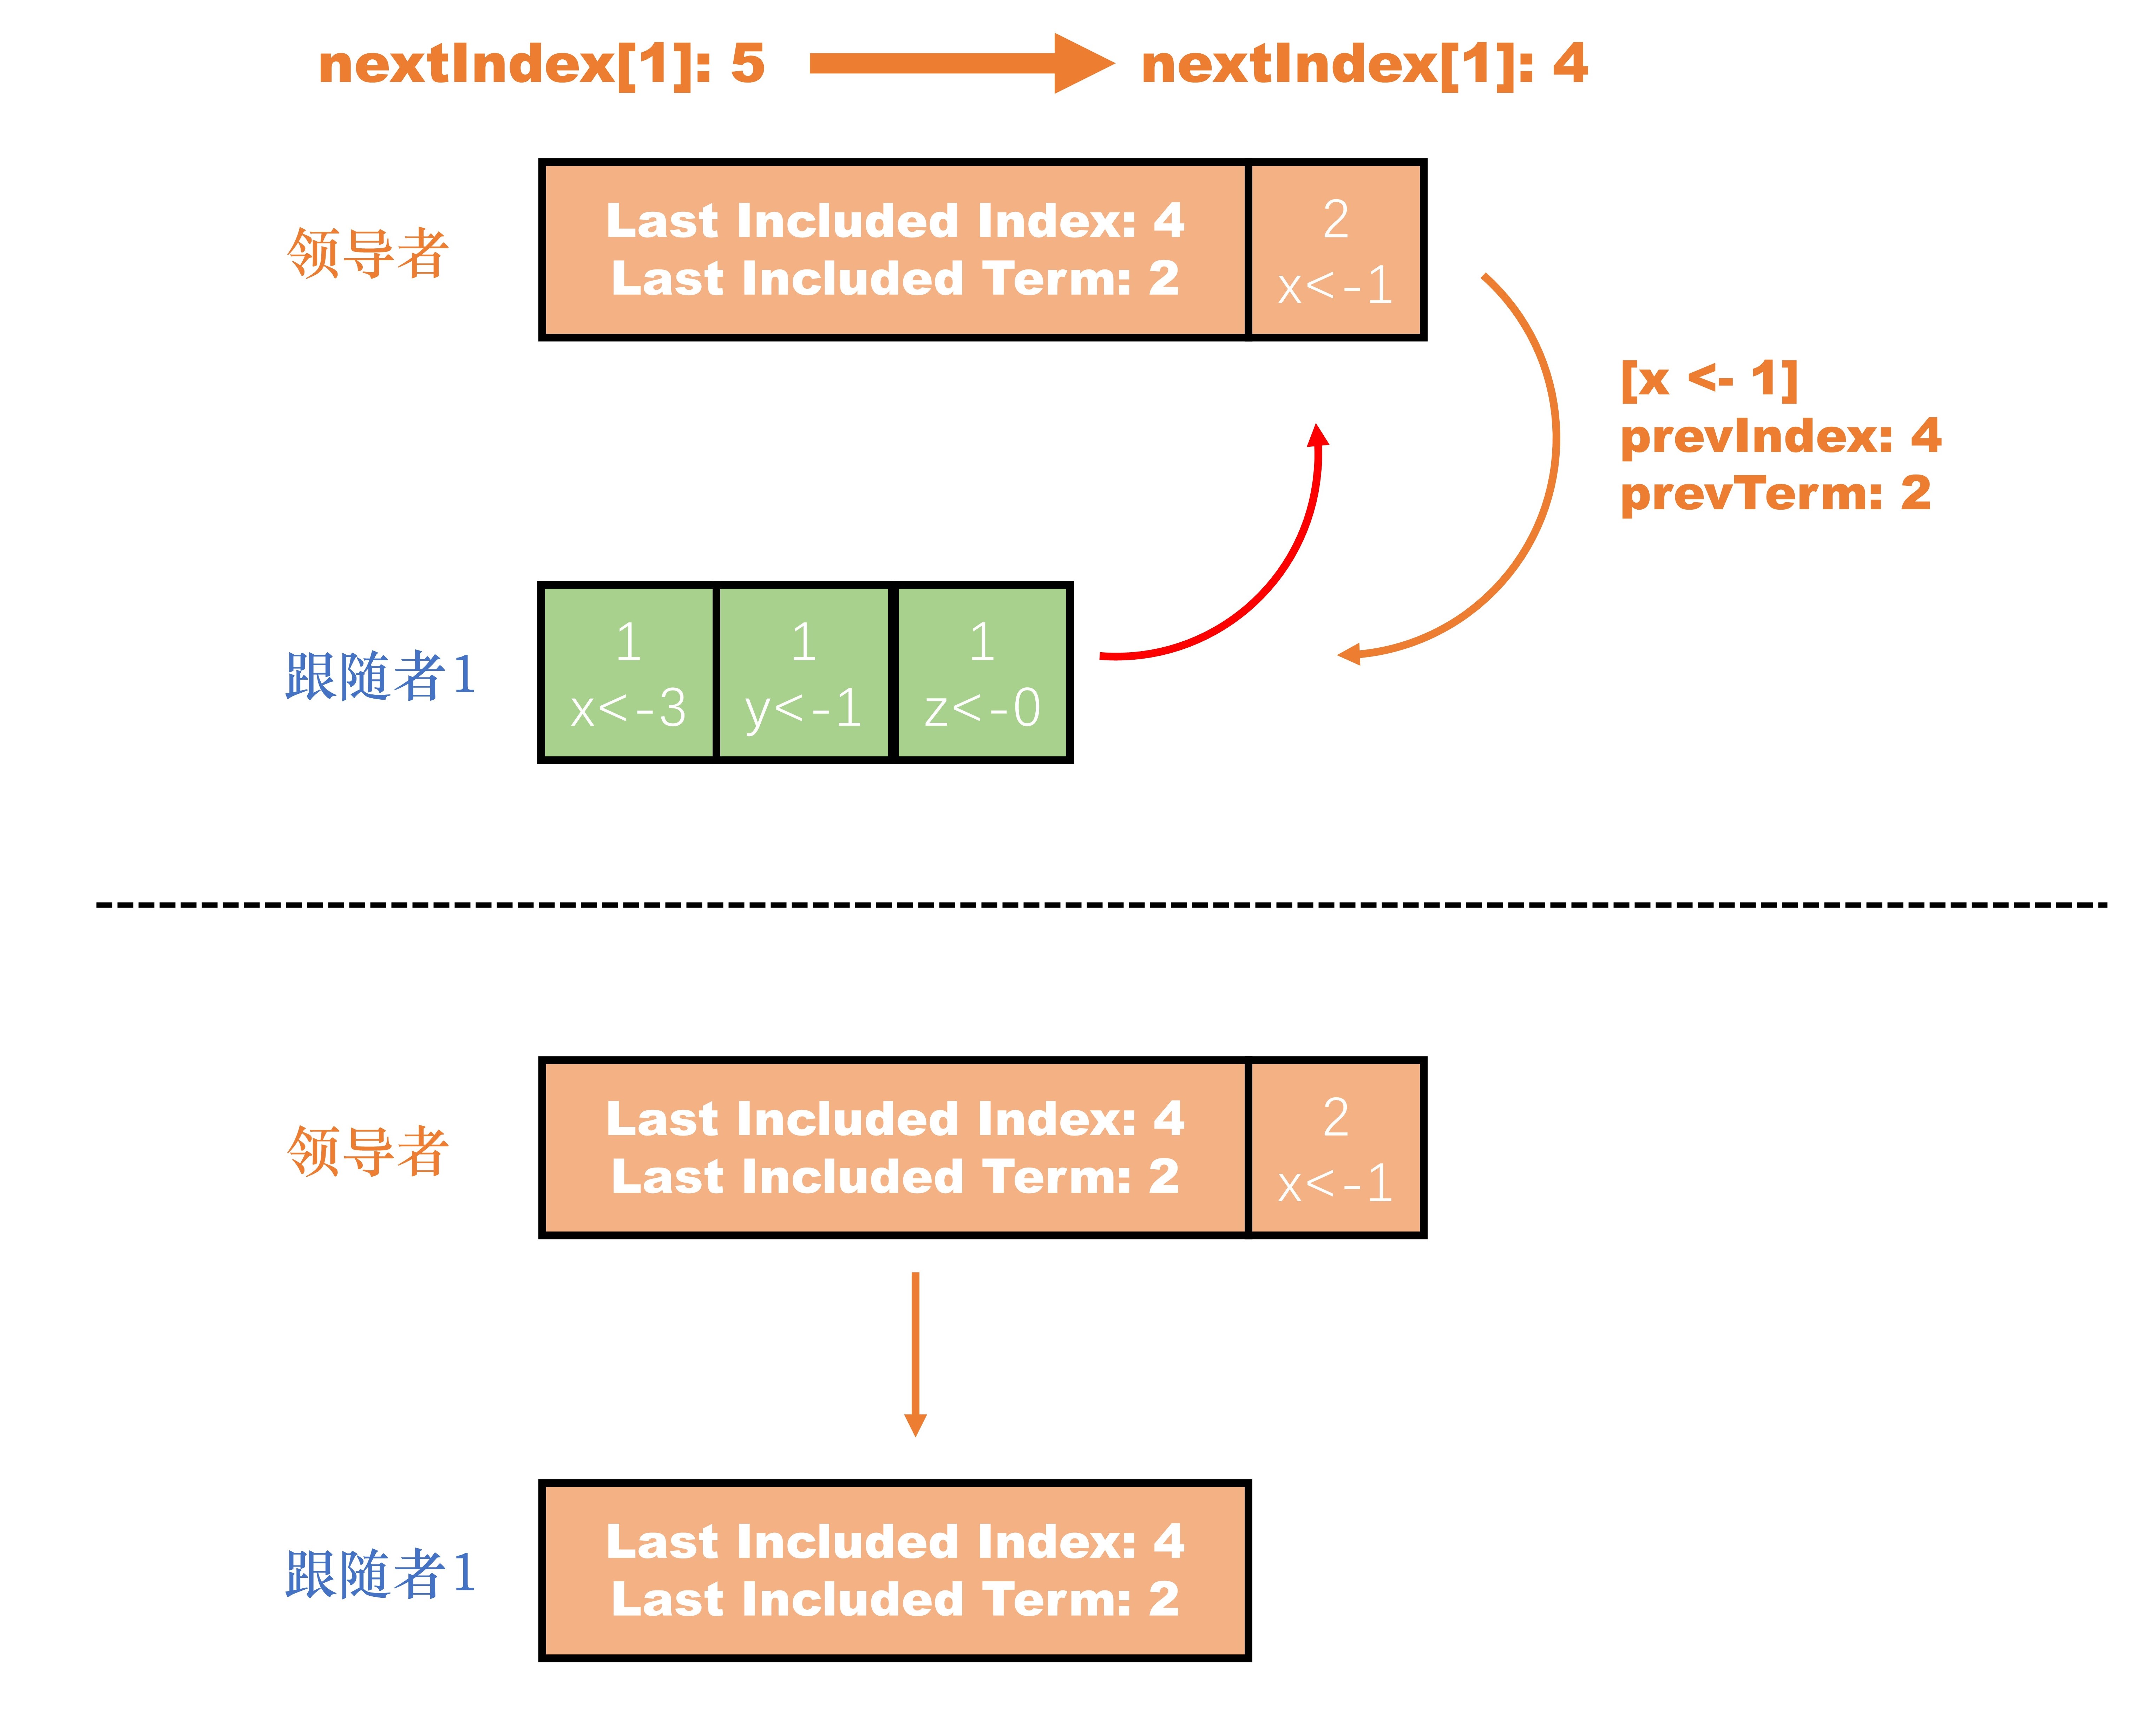 nextIndex[1]: 5
nextIndex[1]: 4
领导者
Last Included Index: 4
Last Included Term: 2
2
x<-1
[x <- 1]
prevIndex: 4
prevTerm: 2
跟随者1
1
x<-3
1
y<-1
1
z<-0
领导者
Last Included Index: 4
Last Included Term: 2
2
x<-1
跟随者1
Last Included Index: 4
Last Included Term: 2